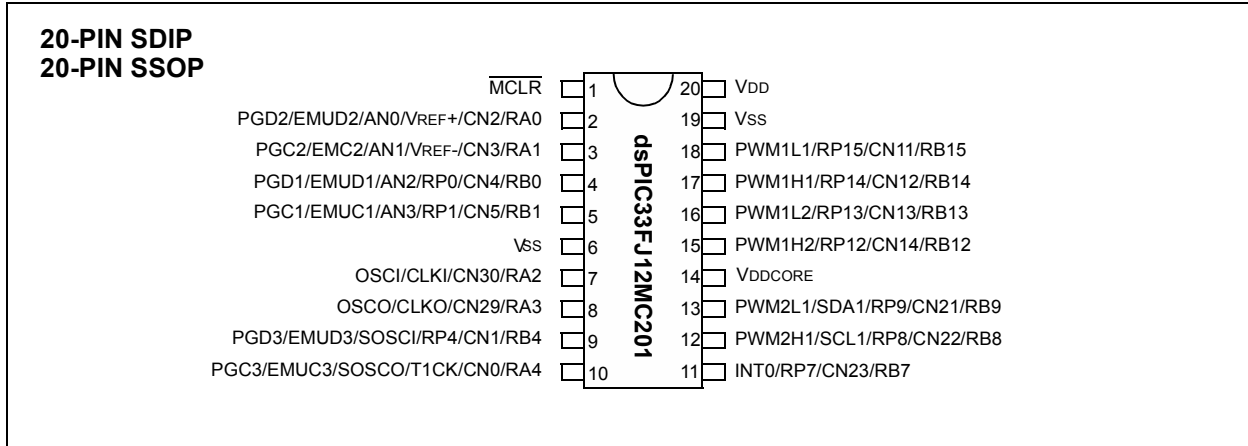 20-PIN SDIP
20-PIN SSOP
MCLR 1 20 VDD
PGD2/EMUD2/AN0/VREF+/CN2/RA0 2 19 VSS
PGC2/EMC2/AN1/VREF-/CN3/RA1 3 18 PWM1L1/RP15/CN11/RB15
PGD1/EMUD1/AN2/RP0/CN4/RB0 4 17 PWM1H1/RP14/CN12/RB14
PGC1/EMUC1/AN3/RP1/CN5/RB1 5 16 PWM1L2/RP13/CN13/RB13
VSS 6 15 PWM1H2/RP12/CN14/RB12
OSCI/CLKI/CN30/RA2 7 14 VDDCORE
OSCO/CLKO/CN29/RA3 8 13 PWM2L1/SDA1/RP9/CN21/RB9
PGD3/EMUD3/SOSCI/RP4/CN1/RB4 9 12 PWM2H1/SCL1/RP8/CN22/RB8
PGC3/EMUC3/SOSCO/T1CK/CN0/RA4 10 11 INT0/RP7/CN23/RB7
dsPIC33FJ12MC201